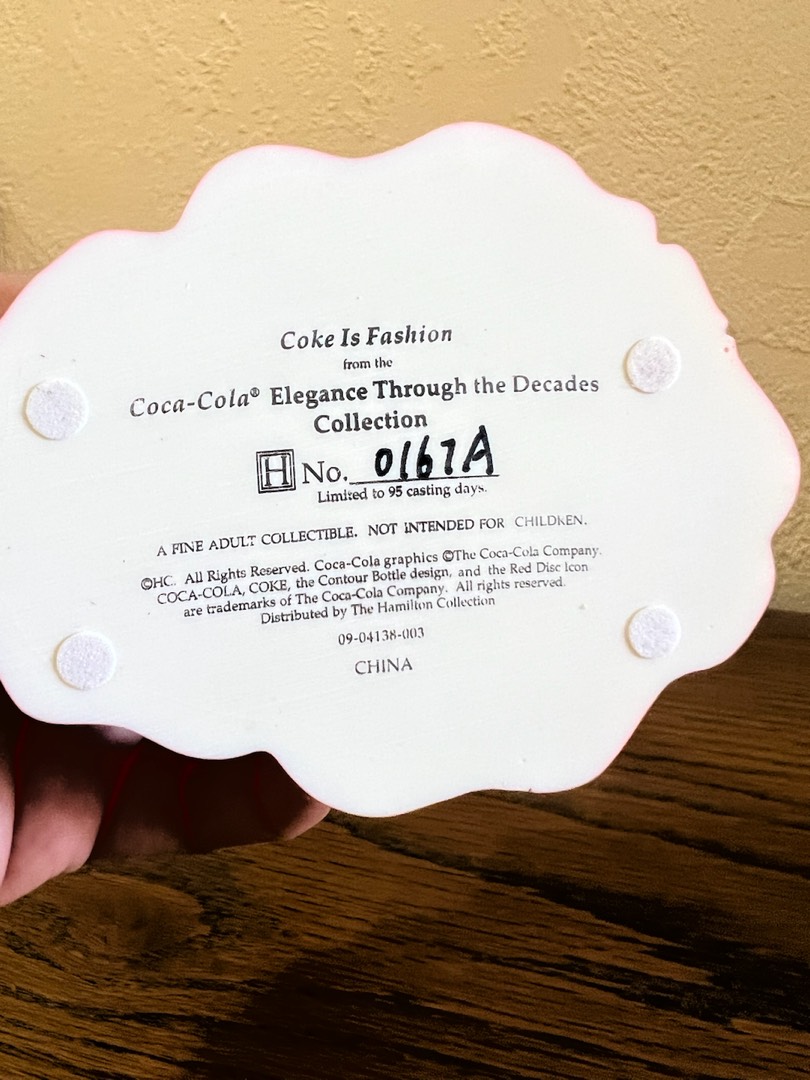 Coke Is Fashion
from the
Coca-Cola® Elegance Through the Decades
Collection
H No. 0167A
Limited to 95 casting days.
A FINE ADULT COLLECTIBLE. NOT INTENDED FOR CHILDREN.
©HC. All Rights Reserved. Coca-Cola graphics ©The Coca-Cola Company.
COCA-COLA, COKE, the Contour Bottle design, and the Red Disc Icon
are trademarks of The Coca-Cola Company. All rights reserved.
Distributed by The Hamilton Collection
09-04138-003
CHINA